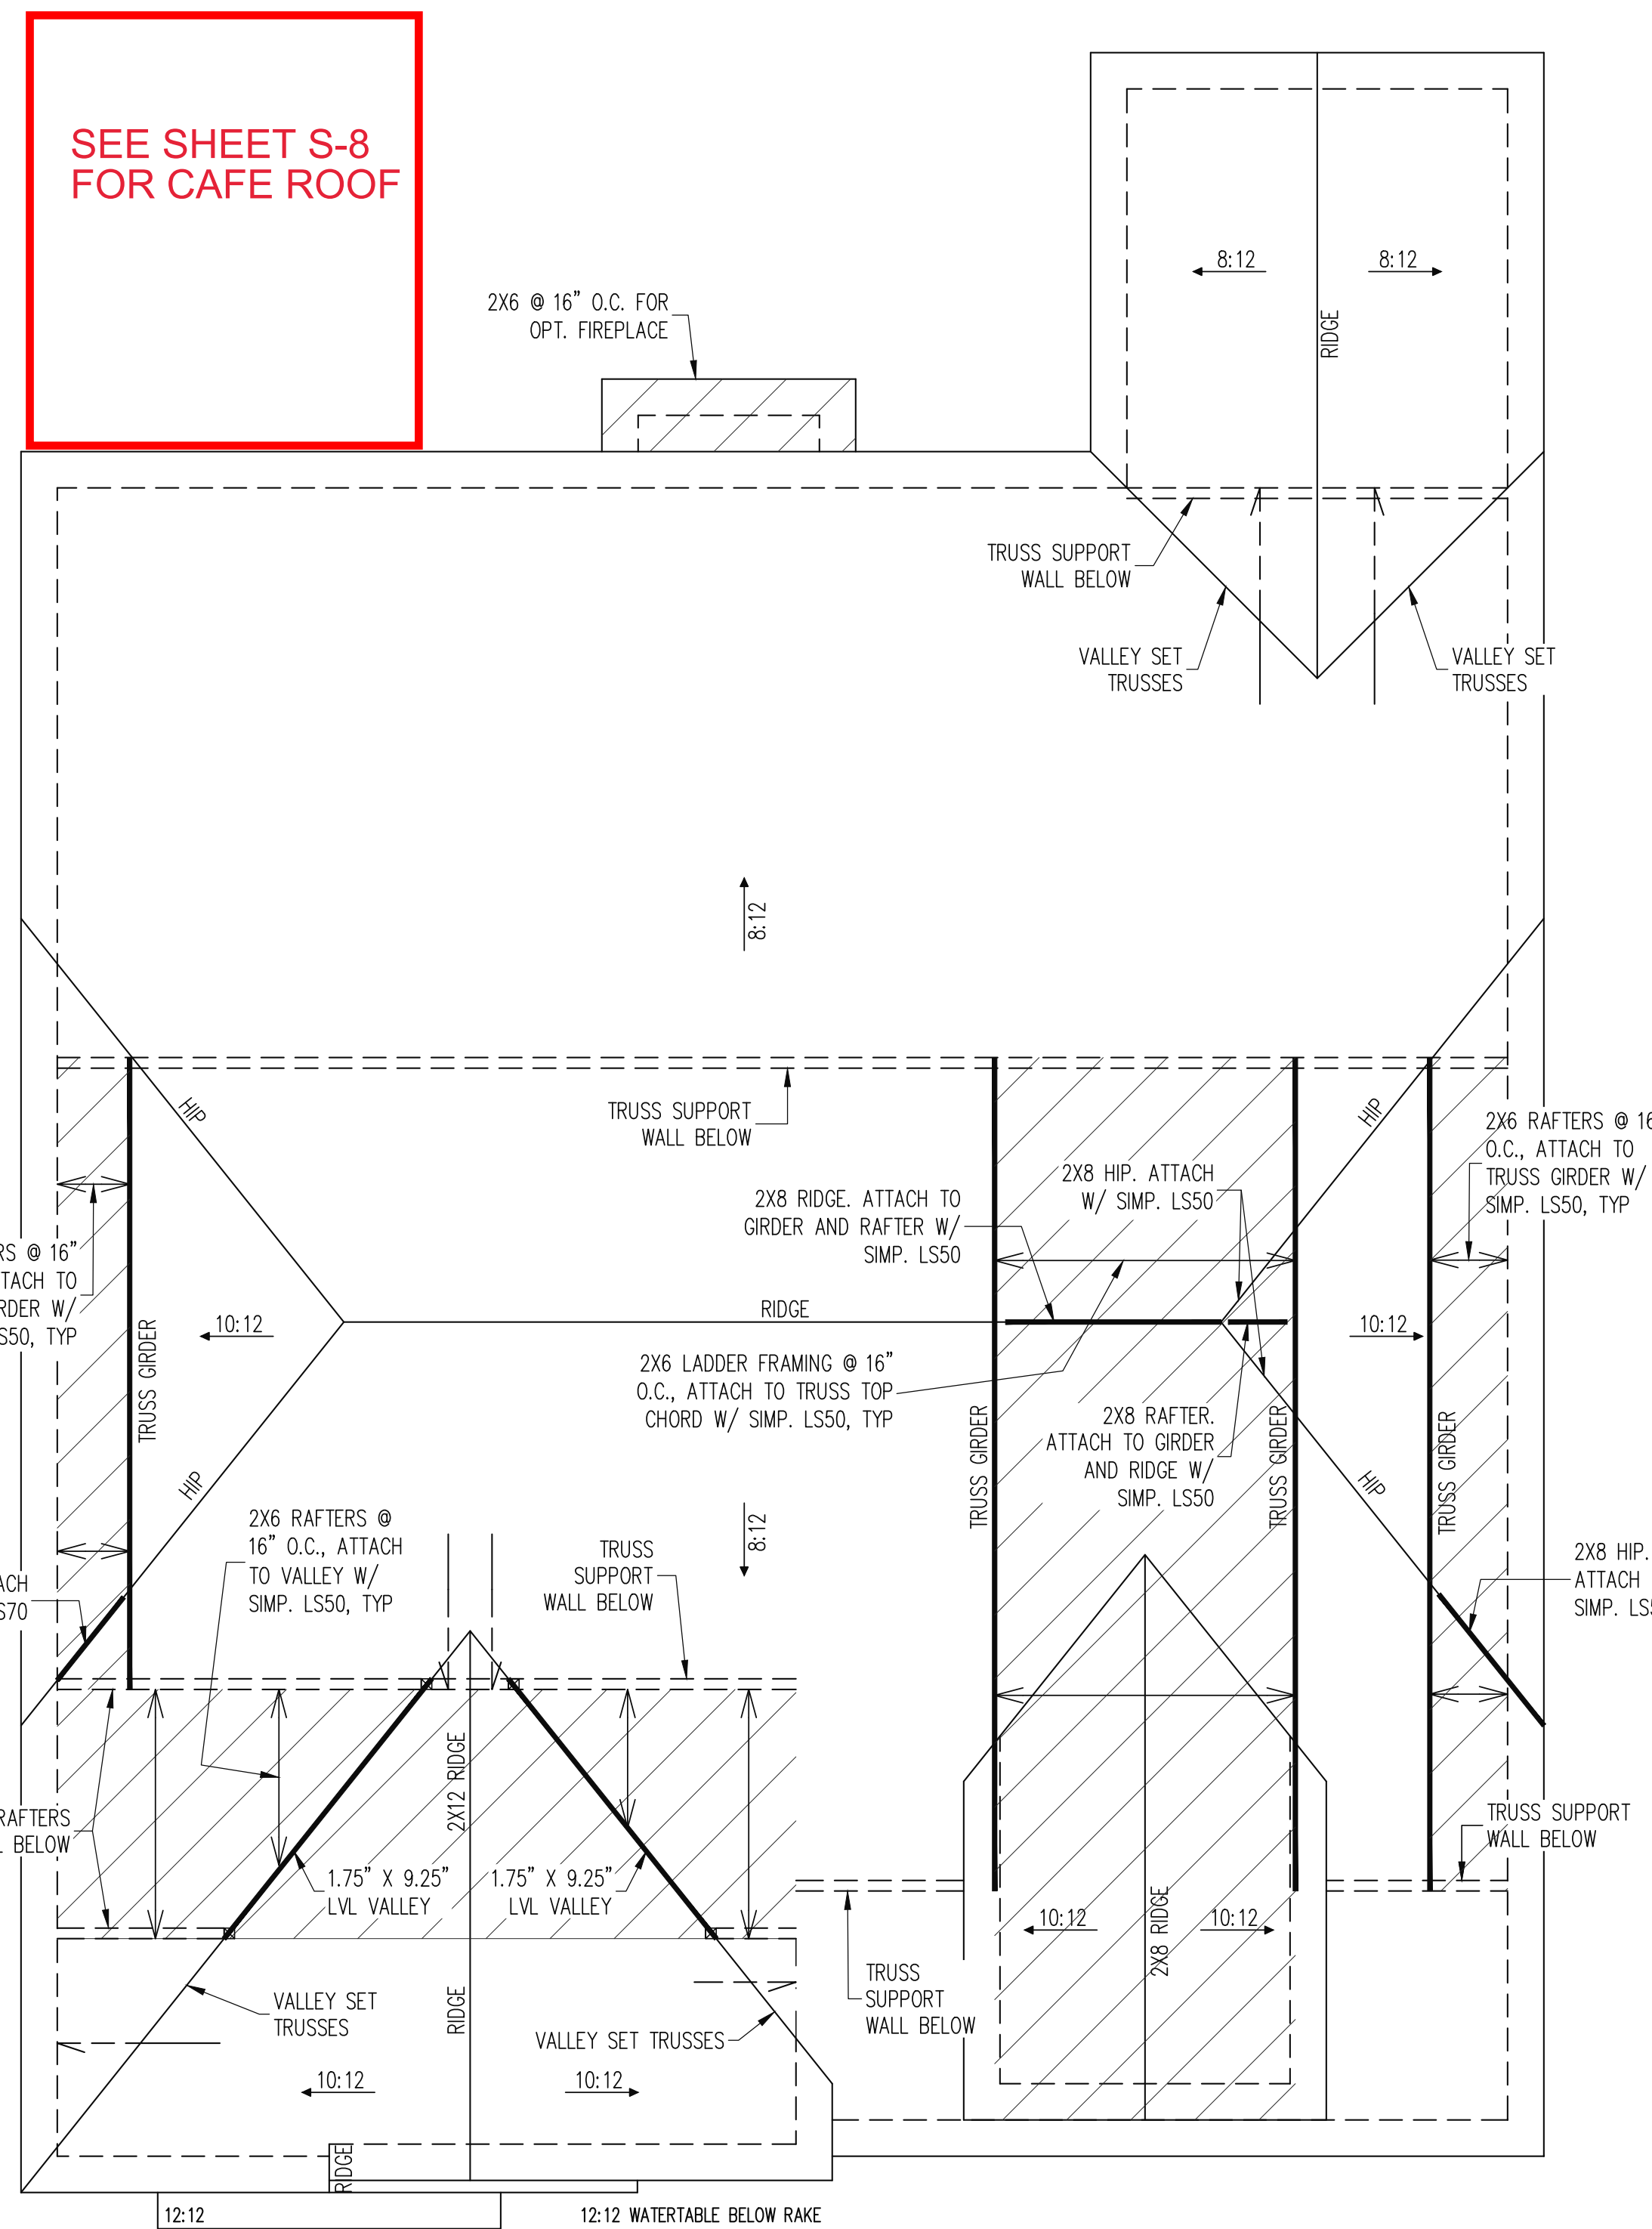 SEE SHEET S-8
FOR CAFE ROOF
2X6 @ 16" O.C. FOR
OPT. FIREPLACE
8:12
8:12
RIDGE
TRUSS SUPPORT
WALL BELOW
VALLEY SET
TRUSSES
VALLEY SET
TRUSSES
8:12
HIP
TRUSS SUPPORT
WALL BELOW
HIP
2X6 RAFTERS @ 16
O.C., ATTACH TO
TRUSS GIRDER W/
SIMP. LS50, TYP
2X8 HIP. ATTACH
W/ SIMP. LS50
2X8 RIDGE. ATTACH TO
GIRDER AND RAFTER W/
SIMP. LS50
RS @ 16"
TACH TO
RDER W/
S50, TYP
10:12
RIDGE
10:12
TRUSS GIRDER
2X6 LADDER FRAMING @ 16"
O.C., ATTACH TO TRUSS TOP
CHORD W/ SIMP. LS50, TYP
TRUSS GIRDER
2X8 RAFTER.
ATTACH TO GIRDER
AND RIDGE W/
SIMP. LS50
TRUSS GIRDER
TRUSS GIRDER
HIP
HIP
2X6 RAFTERS @
16" O.C., ATTACH
TO VALLEY W/
SIMP. LS50, TYP
8:12
TRUSS
SUPPORT
WALL BELOW
2X8 HIP.
ATTACH
SIMP. LS5
ACH
S70
2X12 RIDGE
RAFTERS
L BELOW
1.75" X 9.25"
LVL VALLEY
1.75" X 9.25"
LVL VALLEY
TRUSS SUPPORT
WALL BELOW
10:12
10:12
2X8 RIDGE
TRUSS
SUPPORT
WALL BELOW
VALLEY SET
TRUSSES
RIDGE
VALLEY SET TRUSSES
10:12
10:12
RIDGE
12:12
12:12 WATERTABLE BELOW RAKE